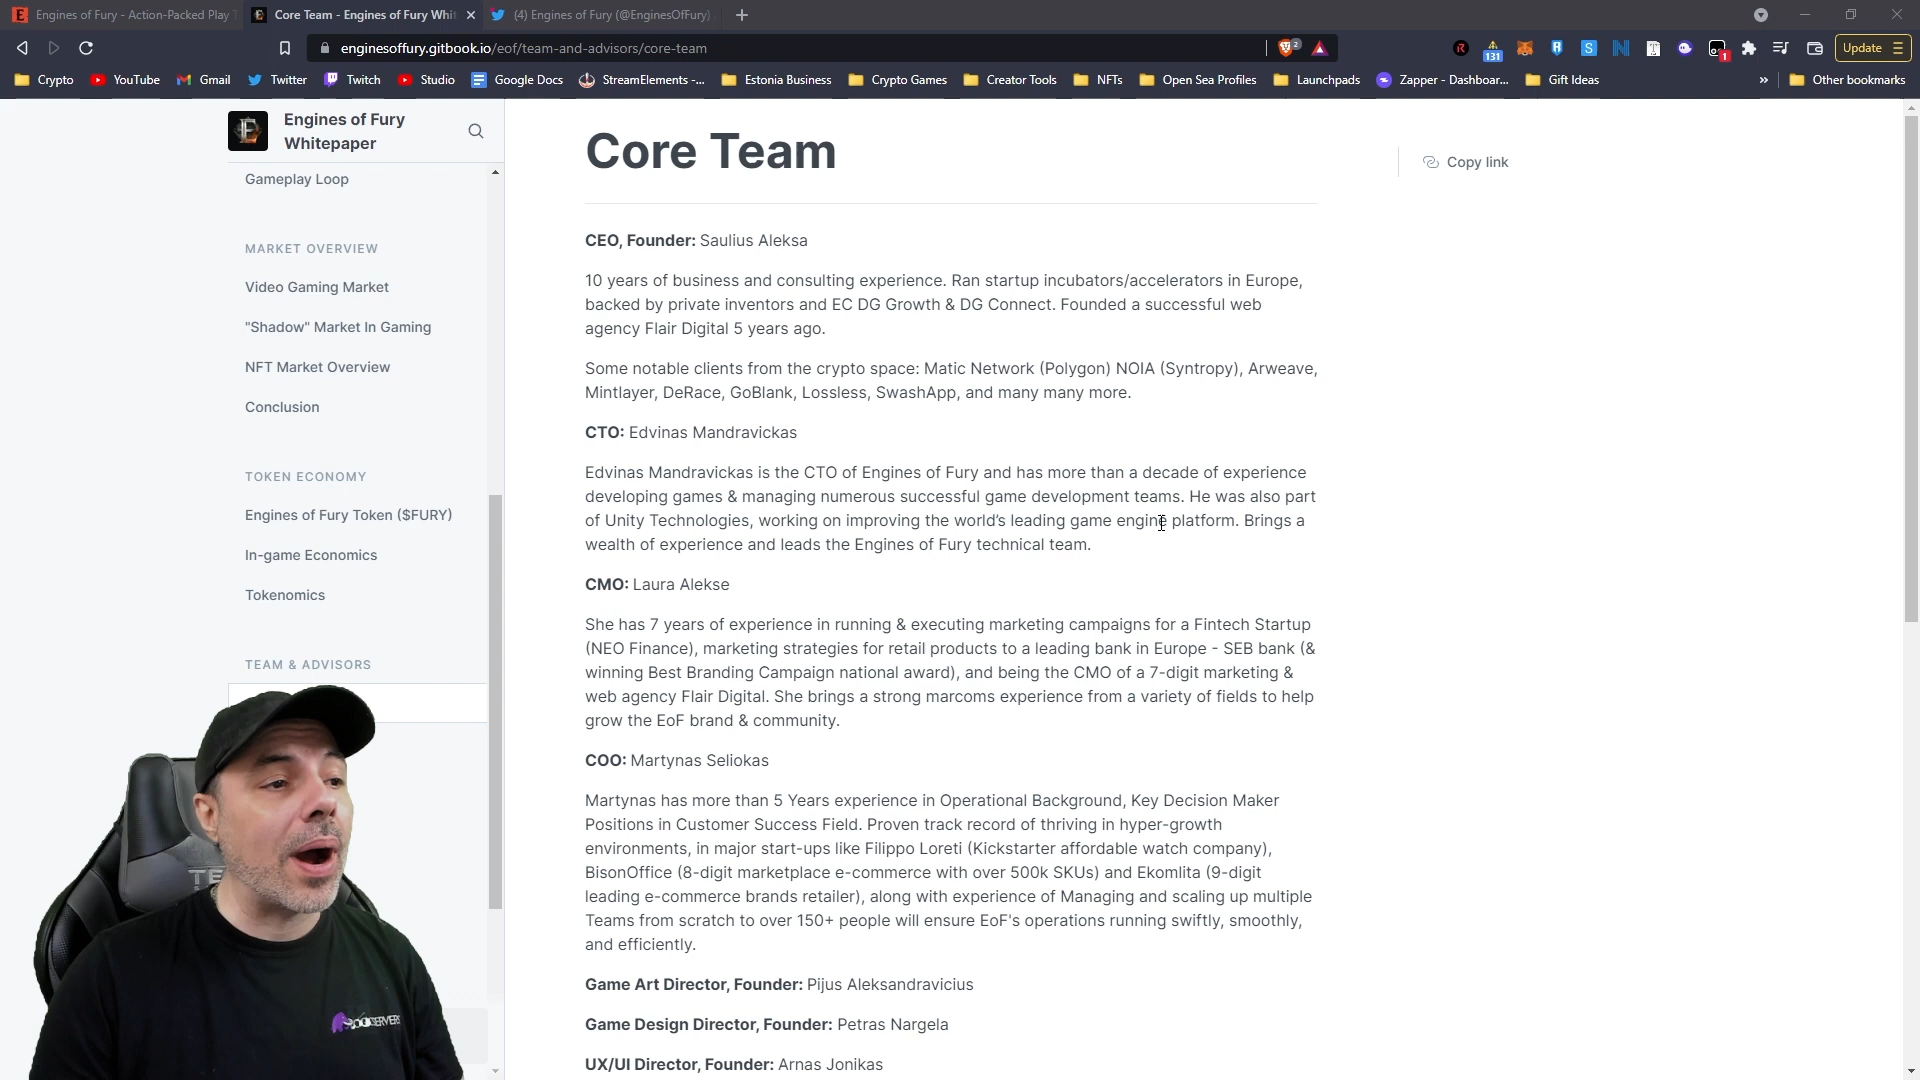 Engines of Fury - Action-Packed Play T
Core Team - Engines of Fury Whi
(4) Engines of Fury (@EnginesOfFury)
enginesoffury.gitbook.io/eof/team-and-advisors/core-team
2
131
1
Update
Crypto
YouTube
Gmail
Twitter
Twitch
Studio
Google Docs
StreamElements -...
Estonia Business
Crypto Games
Creator Tools
NFTs
Open Sea Profiles
Launchpads
Zapper - Dashboar...
Gift Ideas
»
Other bookmarks
Engines of Fury
Whitepaper
Gameplay Loop
MARKET OVERVIEW
Video Gaming Market
"Shadow" Market In Gaming
NFT Market Overview
Conclusion
TOKEN ECONOMY
Engines of Fury Token ($FURY)
In-game Economics
Tokenomics
TEAM & ADVISORS
Core Team
Copy link
CEO, Founder: Saulius Aleksa
10 years of business and consulting experience. Ran startup incubators/accelerators in Europe,
backed by private inventors and EC DG Growth & DG Connect. Founded a successful web
agency Flair Digital 5 years ago.
Some notable clients from the crypto space: Matic Network (Polygon) NOIA (Syntropy), Arweave,
Mintlayer, DeRace, GoBlank, Lossless, SwashApp, and many many more.
CTO: Edvinas Mandravickas
Edvinas Mandravickas is the CTO of Engines of Fury and has more than a decade of experience
developing games & managing numerous successful game development teams. He was also part
of Unity Technologies, working on improving the world's leading game engine platform. Brings a
wealth of experience and leads the Engines of Fury technical team.
CMO: Laura Alekse
She has 7 years of experience in running & executing marketing campaigns for a Fintech Startup
(NEO Finance), marketing strategies for retail products to a leading bank in Europe - SEB bank (&
winning Best Branding Campaign national award), and being the CMO of a 7-digit marketing &
web agency Flair Digital. She brings a strong marcoms experience from a variety of fields to help
grow the EoF brand & community.
COO: Martynas Seliokas
Martynas has more than 5 Years experience in Operational Background, Key Decision Maker
Positions in Customer Success Field. Proven track record of thriving in hyper-growth
environments, in major start-ups like Filippo Loreti (Kickstarter affordable watch company),
BisonOffice (8-digit marketplace e-commerce with over 500k SKUs) and Ekomlita (9-digit
leading e-commerce brands retailer), along with experience of Managing and scaling up multiple
Teams from scratch to over 150+ people will ensure EoF's operations running swiftly, smoothly,
and efficiently.
Game Art Director, Founder: Pijus Aleksandravicius
Game Design Director, Founder: Petras Nargela
UX/UI Director, Founder: Arnas Jonikas